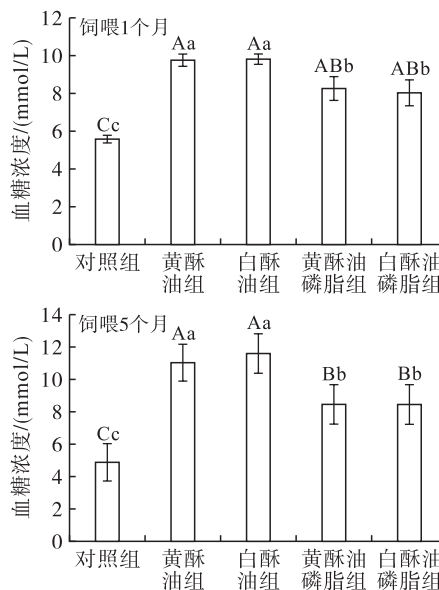 饲喂1个月
血糖浓度/(mmol/L)
12
10
8
6
4
2
0
Cc
Aa
Aa
ABb
ABb
对照组
黄酥
油组
白酥
油组
黄酥油
磷脂组
白酥油
磷脂组
饲喂5个月
血糖浓度/(mmol/L)
14
12
10
8
6
4
2
0
Cc
Aa
Aa
Bb
Bb
对照组
黄酥
油组
白酥
油组
黄酥油
磷脂组
白酥油
磷脂组